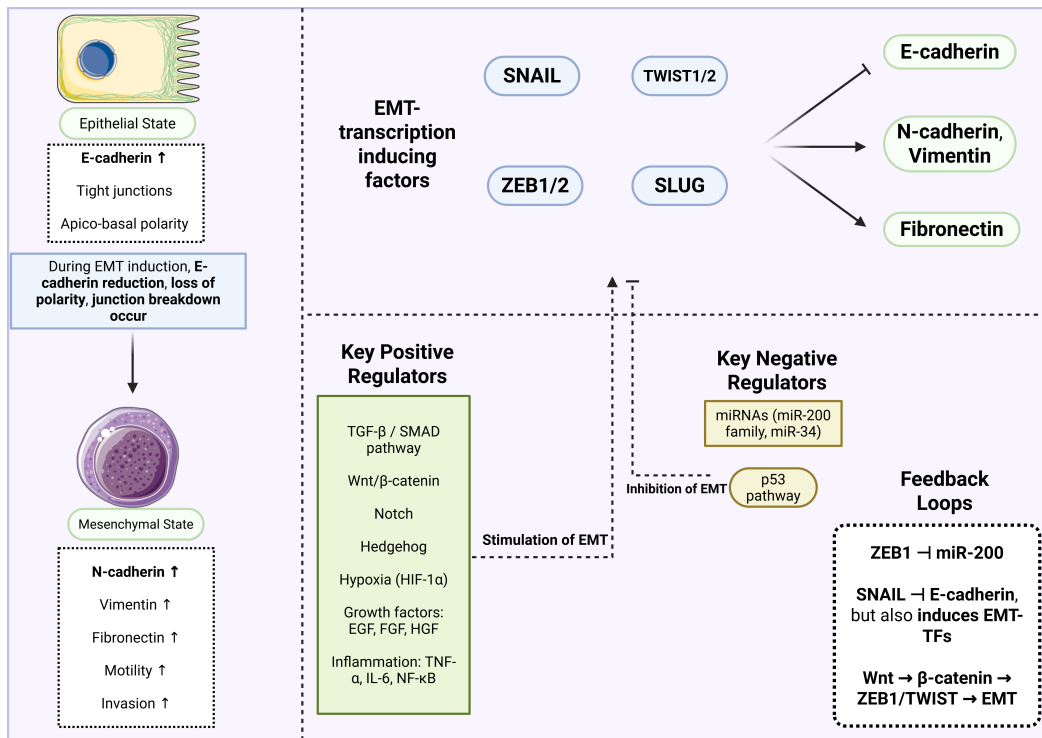 Epithelial State
E-cadherin ↑
Tight junctions
Apico-basal polarity
During EMT induction, E-
cadherin reduction, loss of
polarity, junction breakdown
occur
Mesenchymal State
N-cadherin ↑
Vimentin ↑
Fibronectin ↑
Motility ↑
Invasion ↑
EMT-
transcription
inducing
factors
SNAIL
TWIST1/2
ZEB1/2
SLUG
E-cadherin
N-cadherin,
Vimentin
Fibronectin
Key Positive
Regulators
TGF-β / SMAD
pathway
Wnt/β-catenin
Notch
Hedgehog
Hypoxia (HIF-1α)
Growth factors:
EGF, FGF, HGF
Inflammation: TNF-
α, IL-6, NF-κB
Stimulation of EMT
Key Negative
Regulators
miRNAs (miR-200
family, miR-34)
p53
pathway
Inhibition of EMT
Feedback
Loops
ZEB1 ⊣ miR-200
SNAIL ⊣ E-cadherin,
but also induces EMT-
TFs
Wnt → β-catenin →
ZEB1/TWIST → EMT